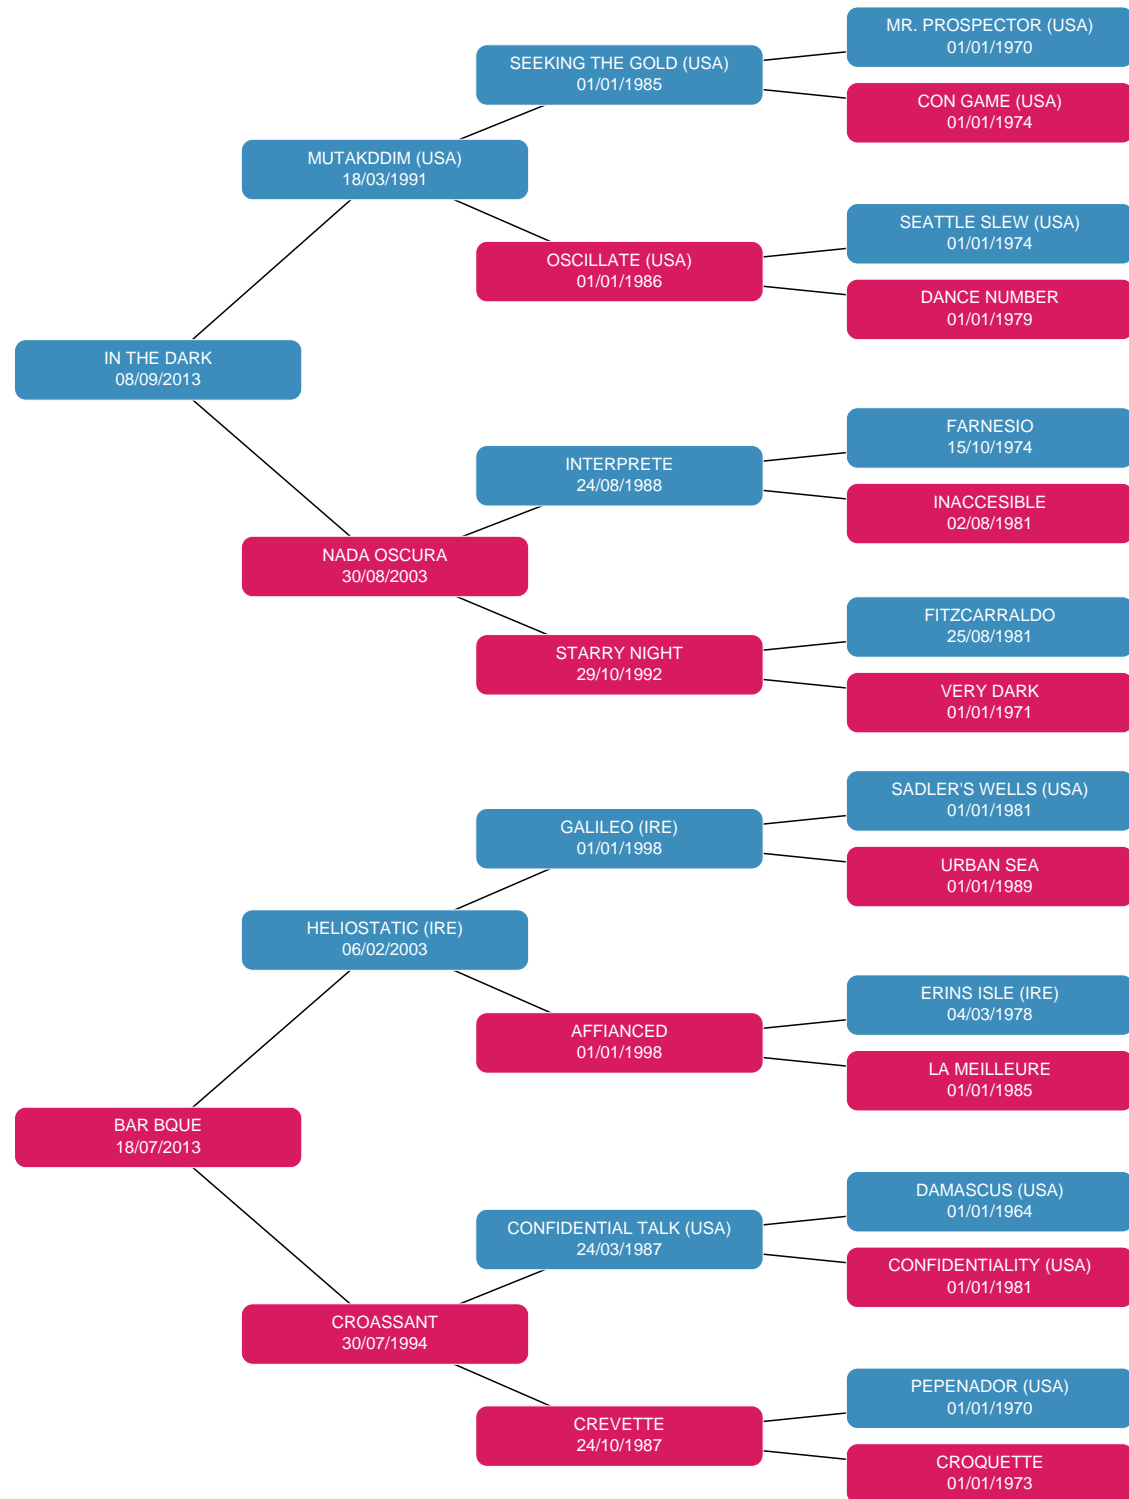 MR. PROSPECTOR (USA)
01/01/1970
SEEKING THE GOLD (USA)
01/01/1985
CON GAME (USA)
01/01/1974
MUTAKDDIM (USA)
18/03/1991
SEATTLE SLEW (USA)
01/01/1974
OSCILLATE (USA)
01/01/1986
DANCE NUMBER
01/01/1979
IN THE DARK
08/09/2013
FARNESIO
15/10/1974
INTERPRETE
24/08/1988
INACCESIBLE
02/08/1981
NADA OSCURA
30/08/2003
FITZCARRALDO
25/08/1981
STARRY NIGHT
29/10/1992
VERY DARK
01/01/1971
SADLER'S WELLS (USA)
01/01/1981
GALILEO (IRE)
01/01/1998
URBAN SEA
01/01/1989
HELIOSTATIC (IRE)
06/02/2003
ERINS ISLE (IRE)
04/03/1978
AFFIANCED
01/01/1998
LA MEILLEURE
01/01/1985
BAR BQUE
18/07/2013
DAMASCUS (USA)
01/01/1964
CONFIDENTIAL TALK (USA)
24/03/1987
CONFIDENTIALITY (USA)
01/01/1981
CROASSANT
30/07/1994
PEPENADOR (USA)
01/01/1970
CREVETTE
24/10/1987
CROQUETTE
01/01/1973